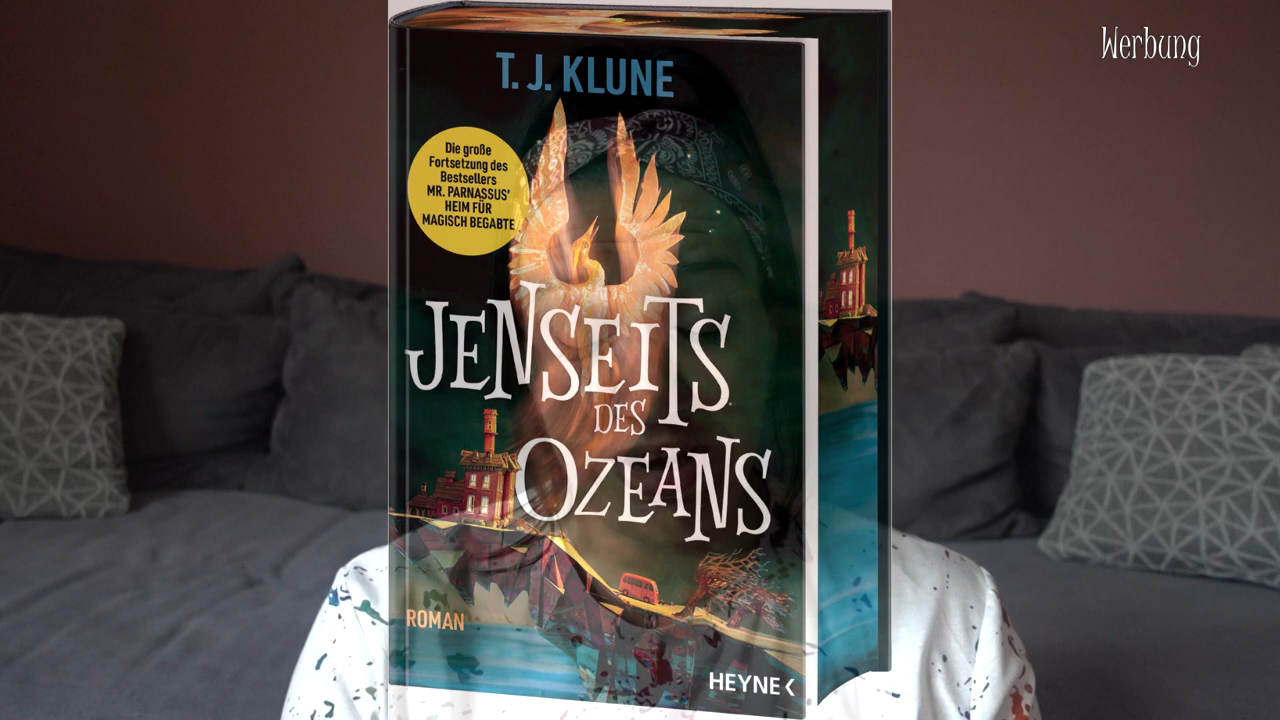 Werbung
T. J. KLUNE
Die große
Fortsetzung des
Bestsellers
MR. PARNASSUS'
HEIM FÜR
MAGISCH BEGABTE
JENSEITS
DES
OZEANS
ROMAN
HEYNE